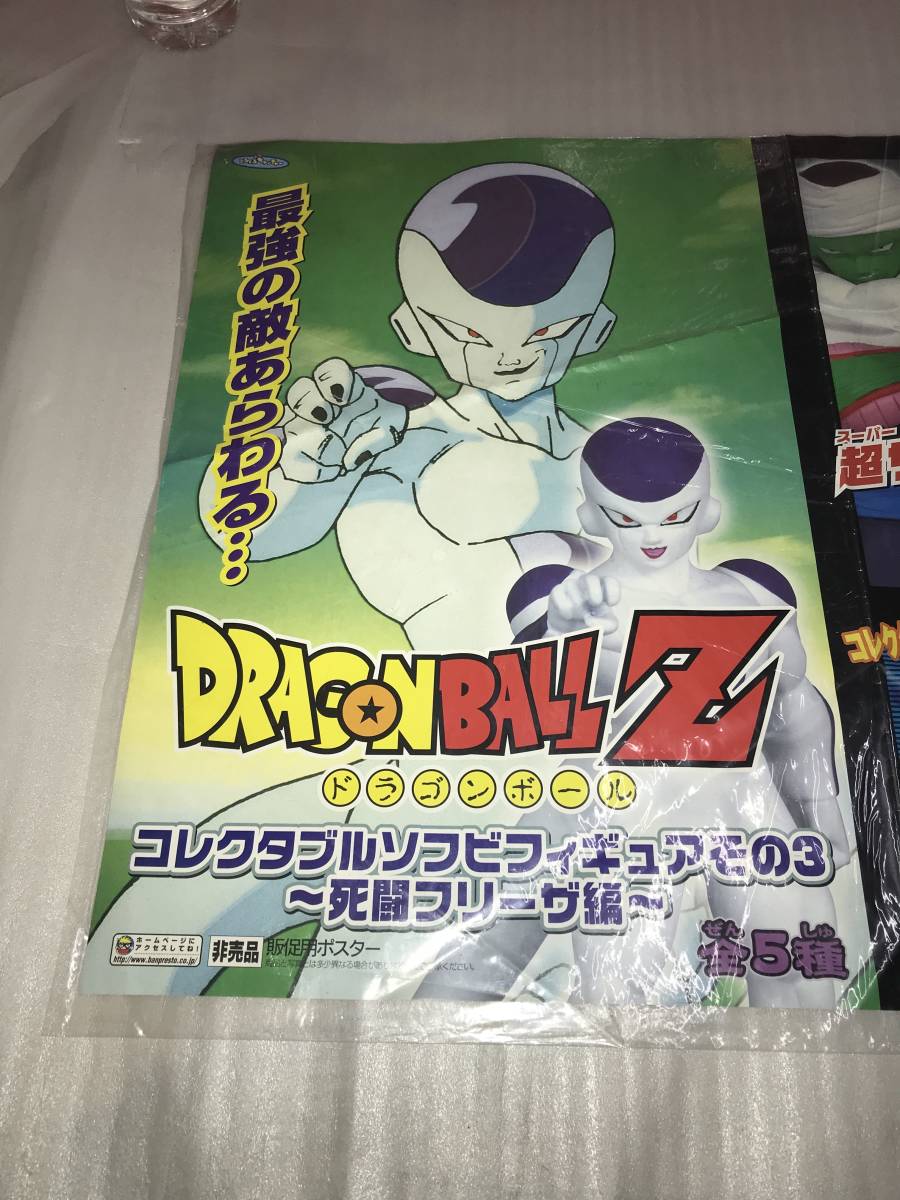 最強の敵あらわる…
DRAGONBALL Z
ドラゴンボール
コレクタブルソフビフィギュア其の3
～死闘フリーザ編～
ぜん しゅ
全5種
ホームページに
アクセスしてね!
http://www.banpresto.co.jp/
非売品
販促用ポスター
スーパー
超
コレク